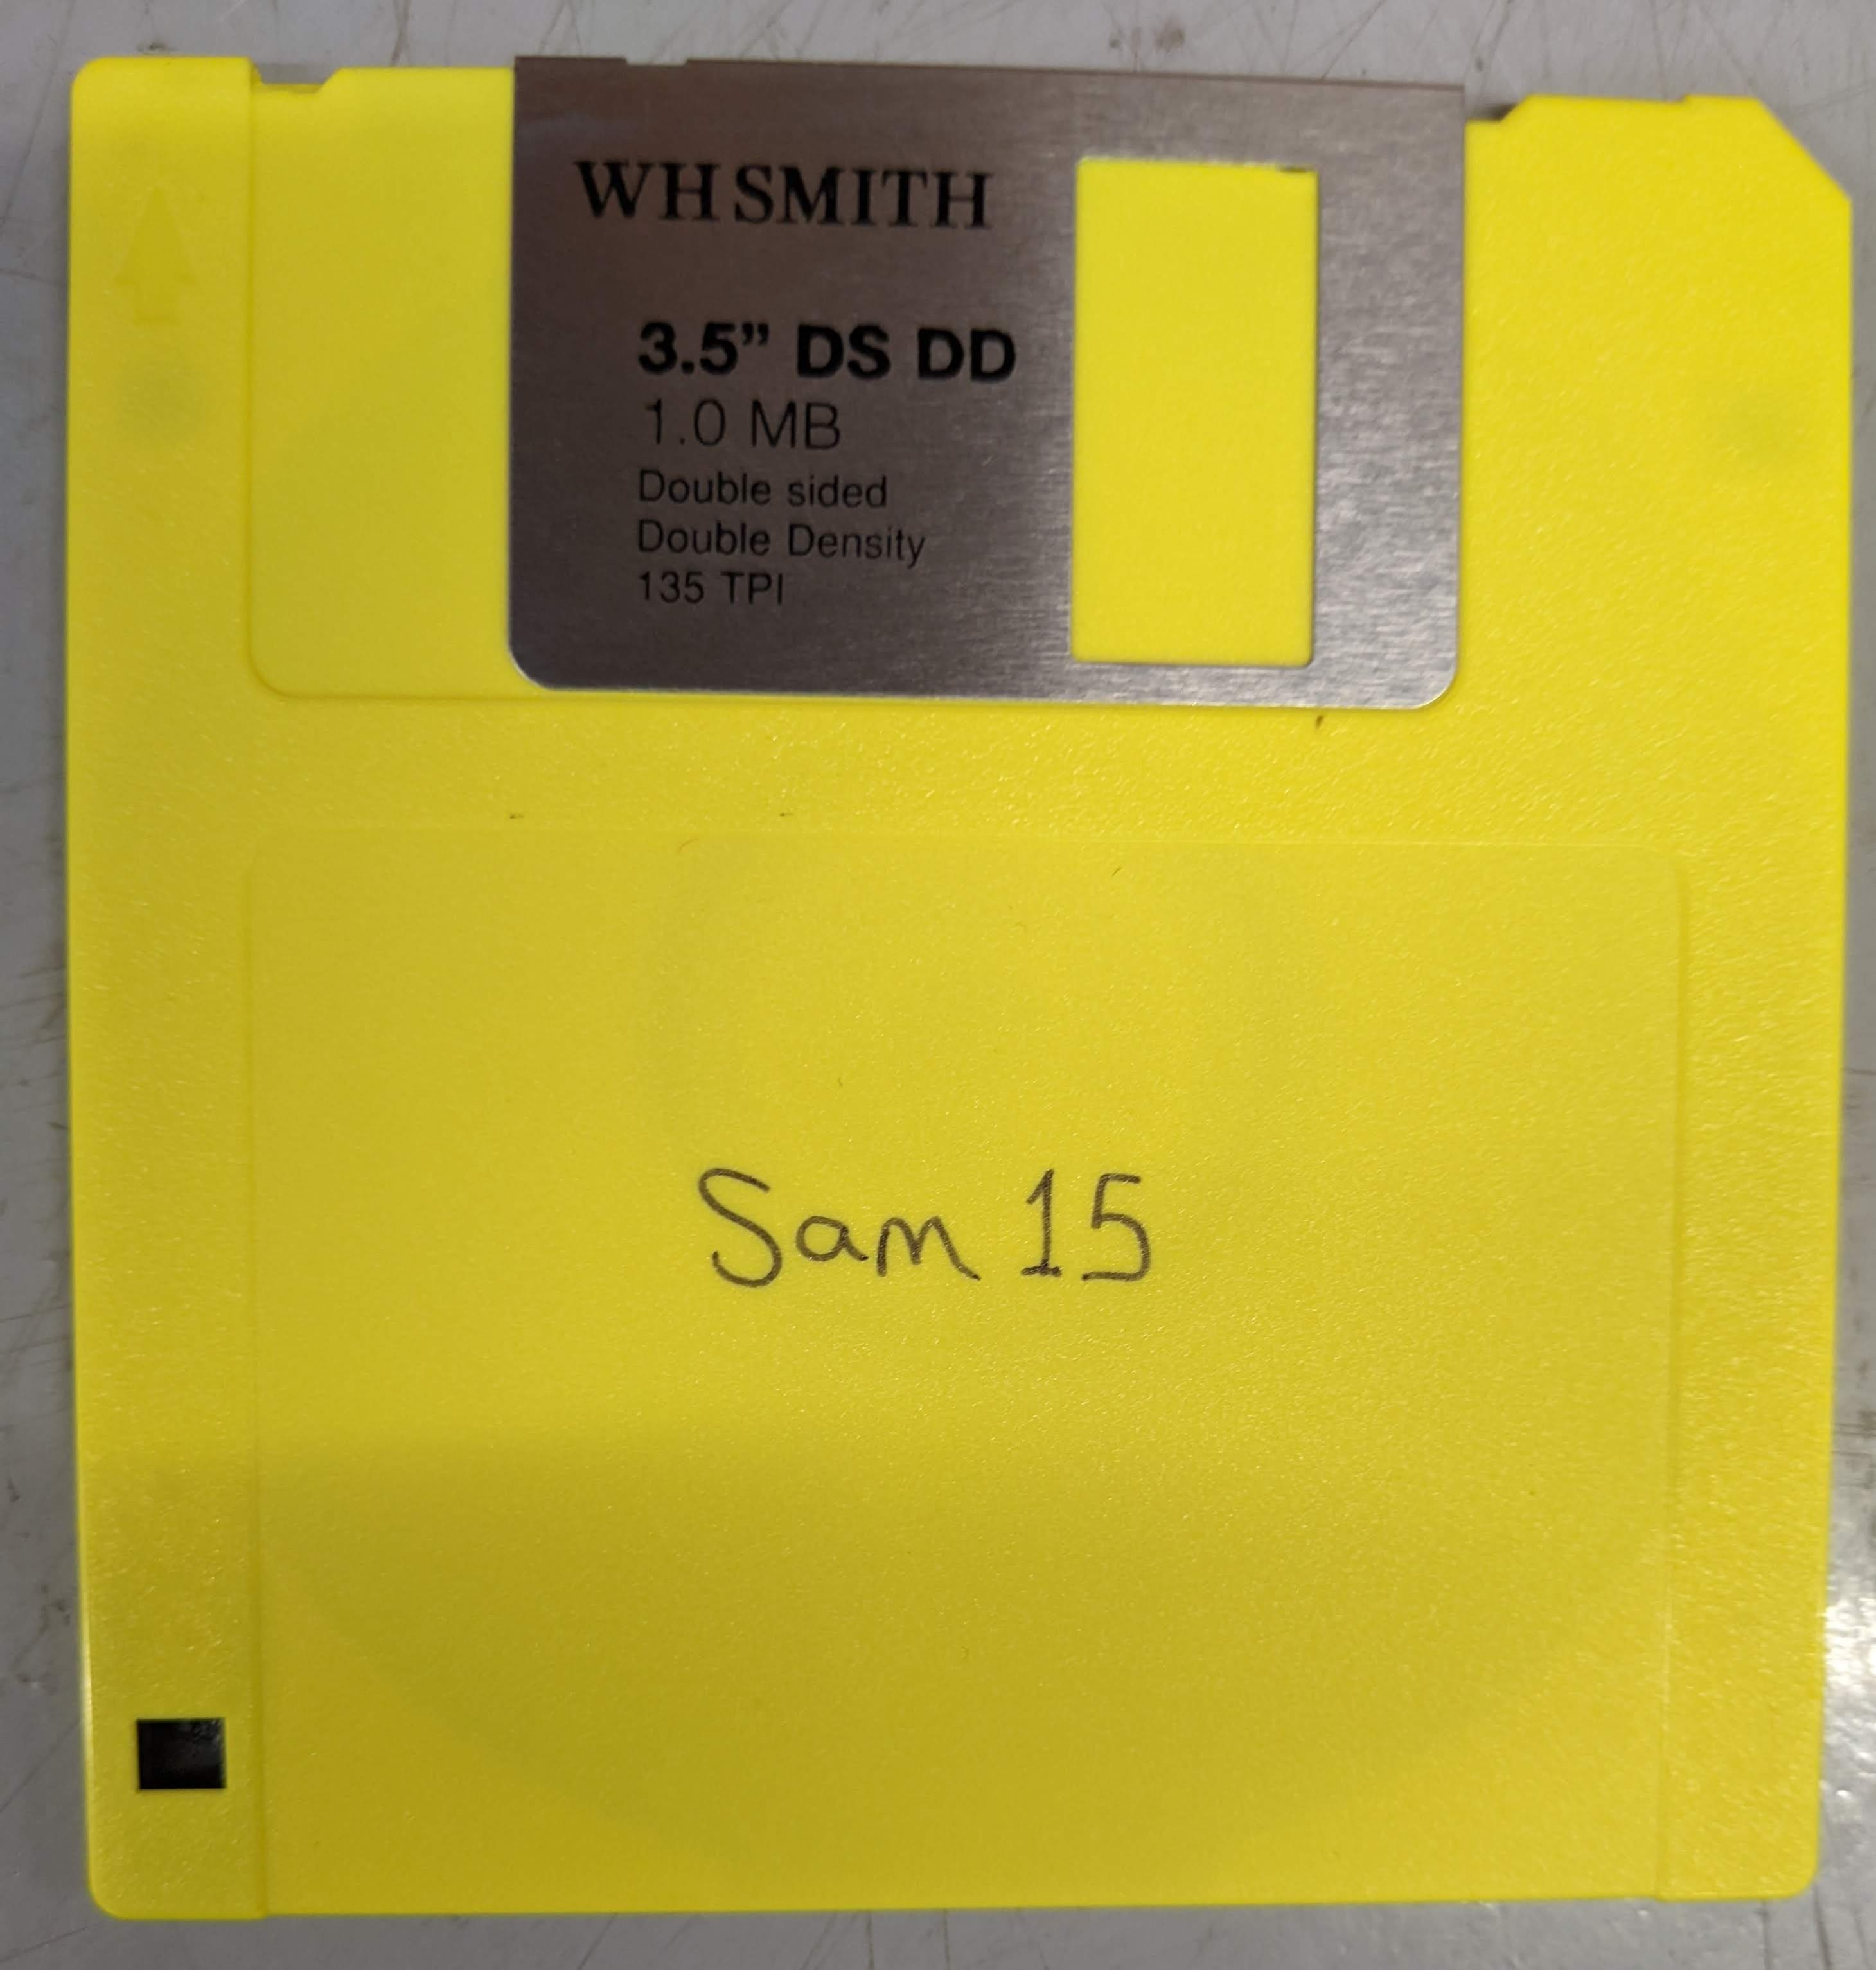 WHSMITH
3.5” DS DD
1.0 MB
Double sided
Double Density
135 TPI
Sam 15